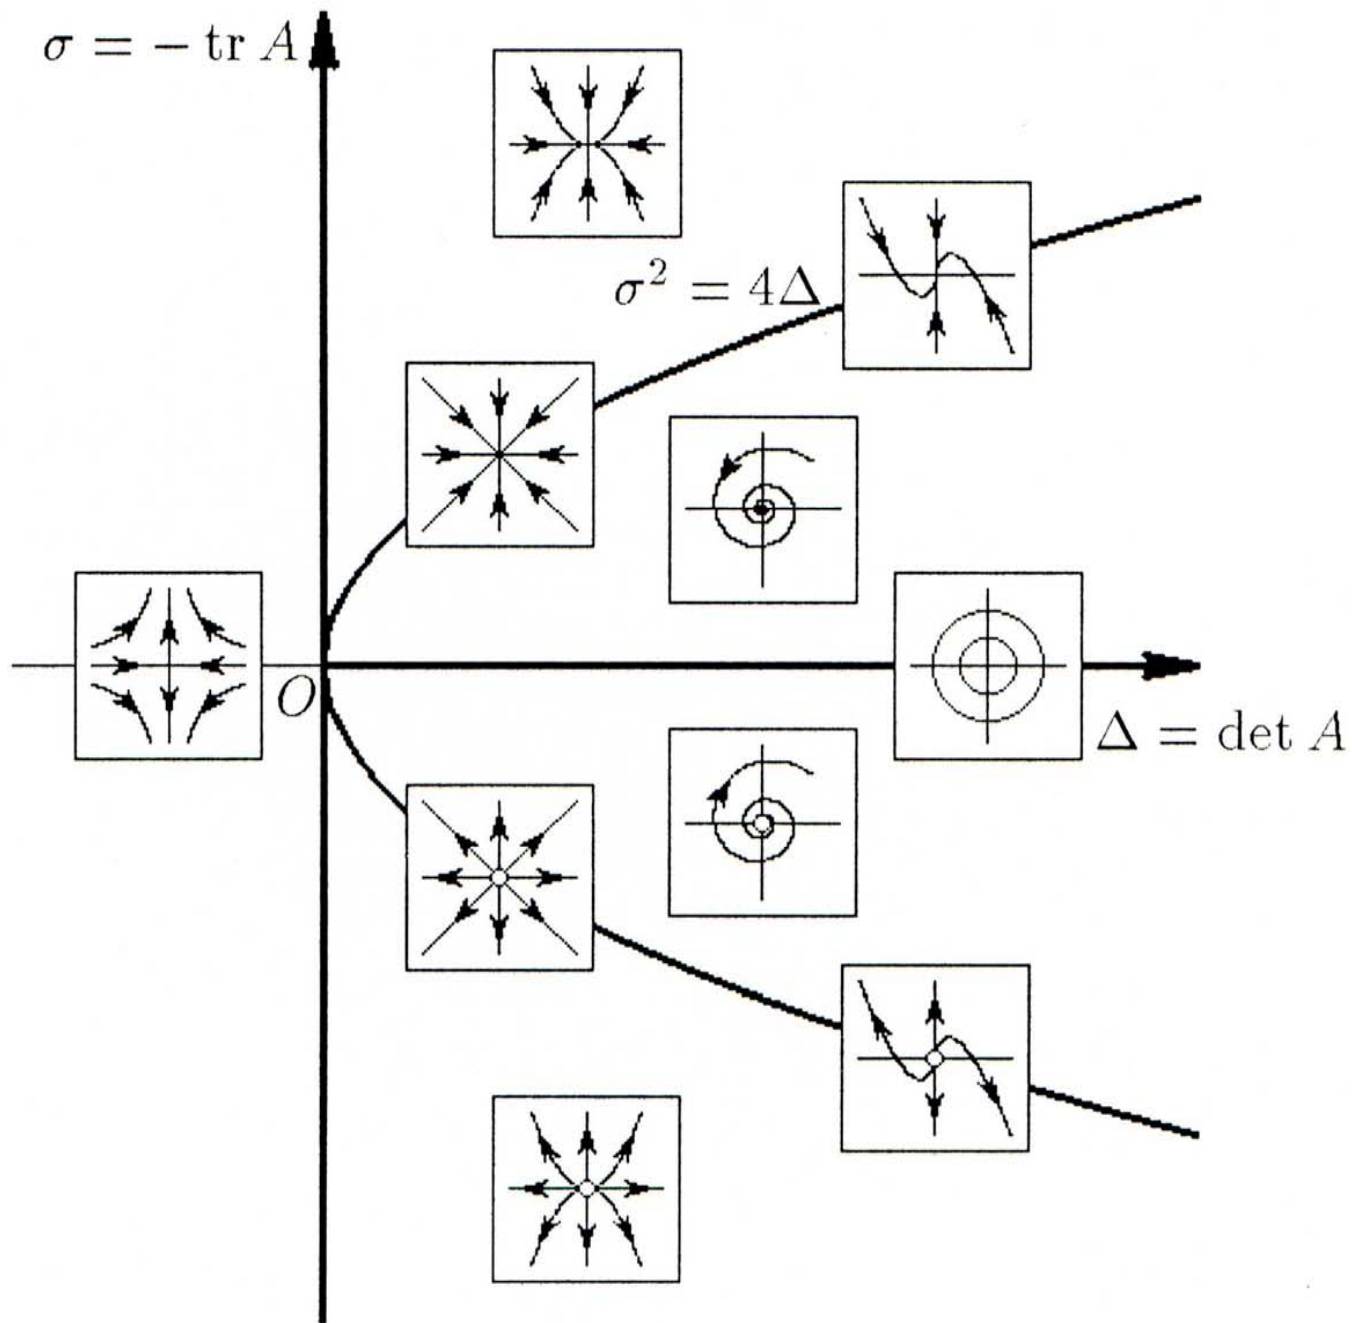 σ = − tr A
σ² = 4Δ
O
Δ = det A